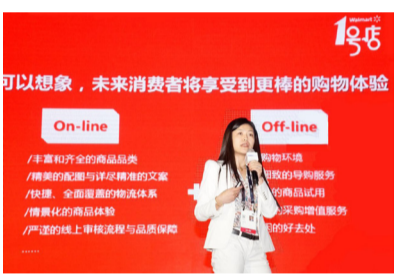 Walmart
1号店
可以想象，未来消费者将享受到更棒的购物体验
On-line
Off-line
/丰富和齐全的商品品类
/精美的配图与详尽精准的文案
/快捷、全面覆盖的物流体系
/情景化的商品体验
/严谨的线上审核流程与品质保障
+
购物环境
细致的导购服务
的商品试用
采购增值服务
的好去处